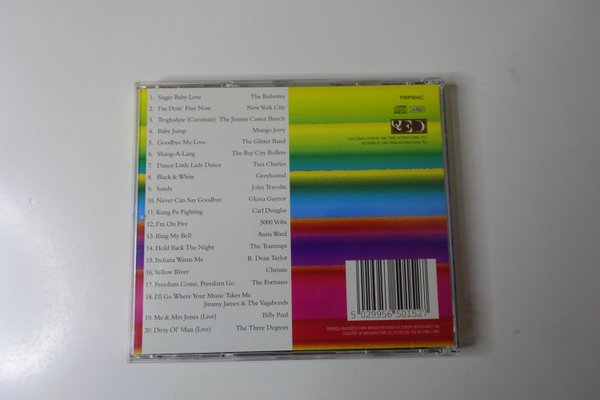 1. Suger Baby Love The Rubettes
2. I'm Doin' Fine Now New York City
3. Troglodyte (Caveman) The Jimmy Castor Bunch
4. Baby Jump Mungo Jerry
5. Goodbye My Love The Glitter Band
6. Shang-A-Lang The Bay City Rollers
7. Dance Little Lady Dance Tina Charles
8. Black & White Greyhound
9. Sandy John Travolta
10. Never Can Say Goodbye Gloria Gaynor
11. Kung Fu Fighting Carl Douglas
12. I'm On Fire 5000 Volts
13. Ring My Bell Anita Ward
14. Hold Back The Night The Trammps
15. Indiana Wants Me R. Dean Taylor
16. Yellow River Christie
17. Freedom Come, Freedom Go The Fortunes
18. I'll Go Where Your Music Takes Me
Jimmy James & The Vagabonds
19. Me & Mrs Jones (Live) Billy Paul
20. Dirty Ol' Man (Live) The Three Degrees
TRIP004C
5 029956 501527